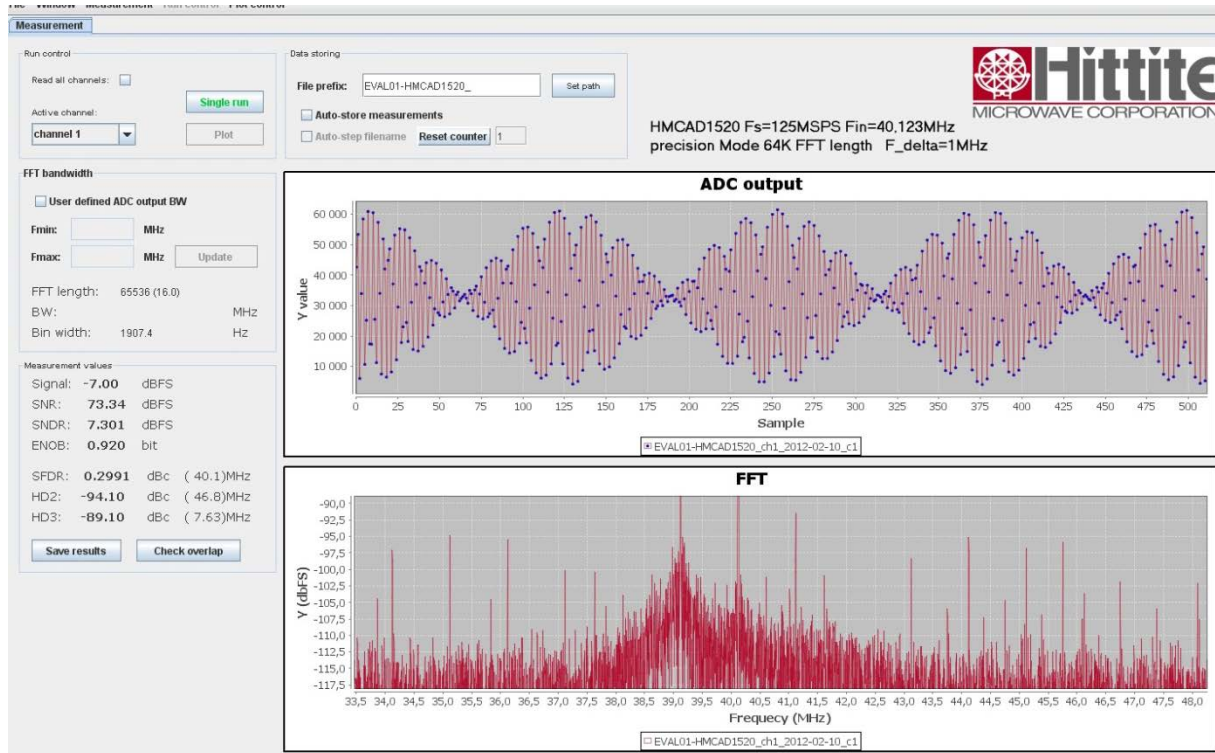 Measurement
Run control
Read all channels:
Single run
Active channel:
channel 1
Plot
Data storing
File prefix: EVAL01-HMCAD1520_ Set path
Auto-store measurements
Auto-step filename Reset counter 1
Hittite
MICROWAVE CORPORATION
HMCAD1520 Fs=125MSPS Fin=40,123MHz
precision Mode 64K FFT length F_delta=1MHz
FFT bandwidth
User defined ADC output BW
Fmin: MHz
Fmax: MHz Update
FFT length: 65536 (16.0)
BW: MHz
Bin width: 1907.4 Hz
Measurement values
Signal: -7.00 dBFS
SNR: 73.34 dBFS
SNDR: 7.301 dBFS
ENOB: 0.920 bit
SFDR: 0.2991 dBc ( 40.1)MHz
HD2: -94.10 dBc ( 46.8)MHz
HD3: -89.10 dBc ( 7.63)MHz
Save results Check overlap
ADC output
Y value
60 000
50 000
40 000
30 000
20 000
10 000
0 25 50 75 100 125 150 175 200 225 250 275 300 325 350 375 400 425 450 475 500
Sample
EVAL01-HMCAD1520_ch1_2012-02-10_c1
FFT
Y (dbFS)
-90,0
-92,5
-95,0
-97,5
-100,0
-102,5
-105,0
-107,5
-110,0
-112,5
-115,0
-117,5
33,5 34,0 34,5 35,0 35,5 36,0 36,5 37,0 37,5 38,0 38,5 39,0 39,5 40,0 40,5 41,0 41,5 42,0 42,5 43,0 43,5 44,0 44,5 45,0 45,5 46,0 46,5 47,0 47,5 48,0
Frequecy (MHz)
EVAL01-HMCAD1520_ch1_2012-02-10_c1